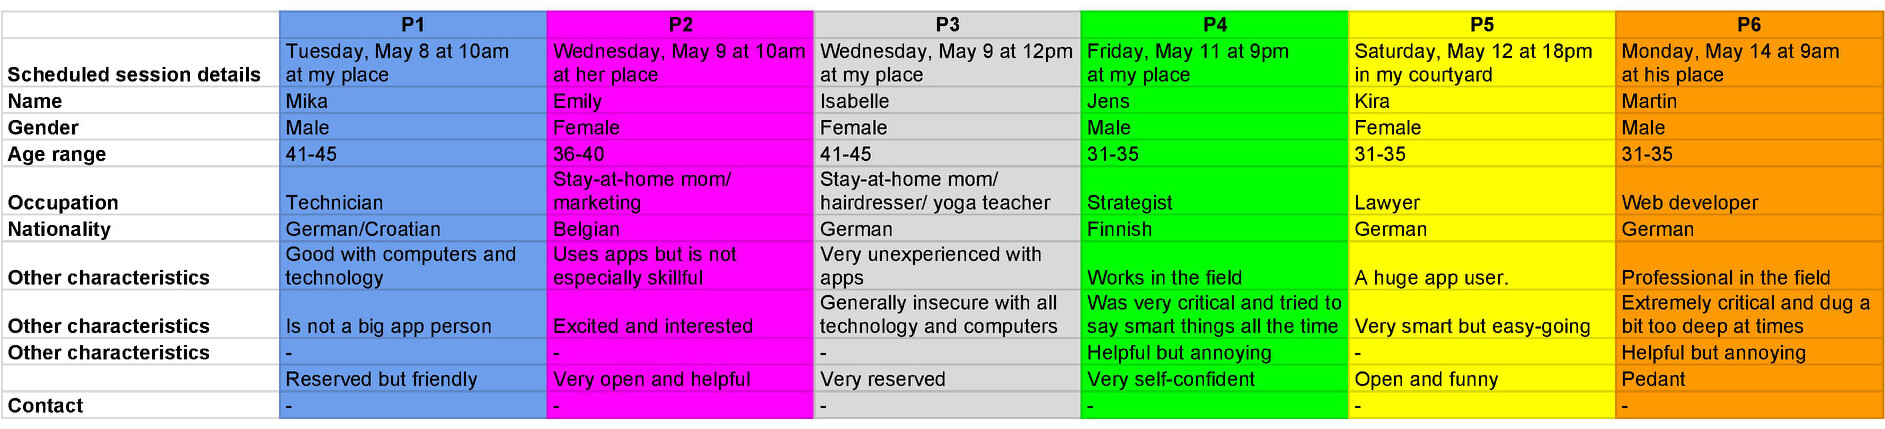 P1 P2 P3 P4 P5 P6
Tuesday, May 8 at 10am Wednesday, May 9 at 10am Wednesday, May 9 at 12pm Friday, May 11 at 9pm Saturday, May 12 at 18pm Monday, May 14 at 9am
Scheduled session details at my place at her place at my place at my place in my courtyard at his place
Name Mika Emily Isabelle Jens Kira Martin
Gender Male Female Female Male Female Male
Age range 41-45 36-40 41-45 31-35 31-35 31-35
Stay-at-home mom/ Stay-at-home mom/
Occupation Technician marketing hairdresser/ yoga teacher Strategist Lawyer Web developer
Nationality German/Croatian Belgian German Finnish German German
Good with computers and Uses apps but is not Very unexperienced with
Other characteristics technology especially skillful apps Works in the field A huge app user. Professional in the field
Generally insecure with all Was very critical and tried to Extremely critical and dug a
Other characteristics Is not a big app person Excited and interested technology and computers say smart things all the time Very smart but easy-going bit too deep at times
Other characteristics - - - Helpful but annoying - Helpful but annoying
Reserved but friendly Very open and helpful Very reserved Very self-confident Open and funny Pedant
Contact - - - - - -